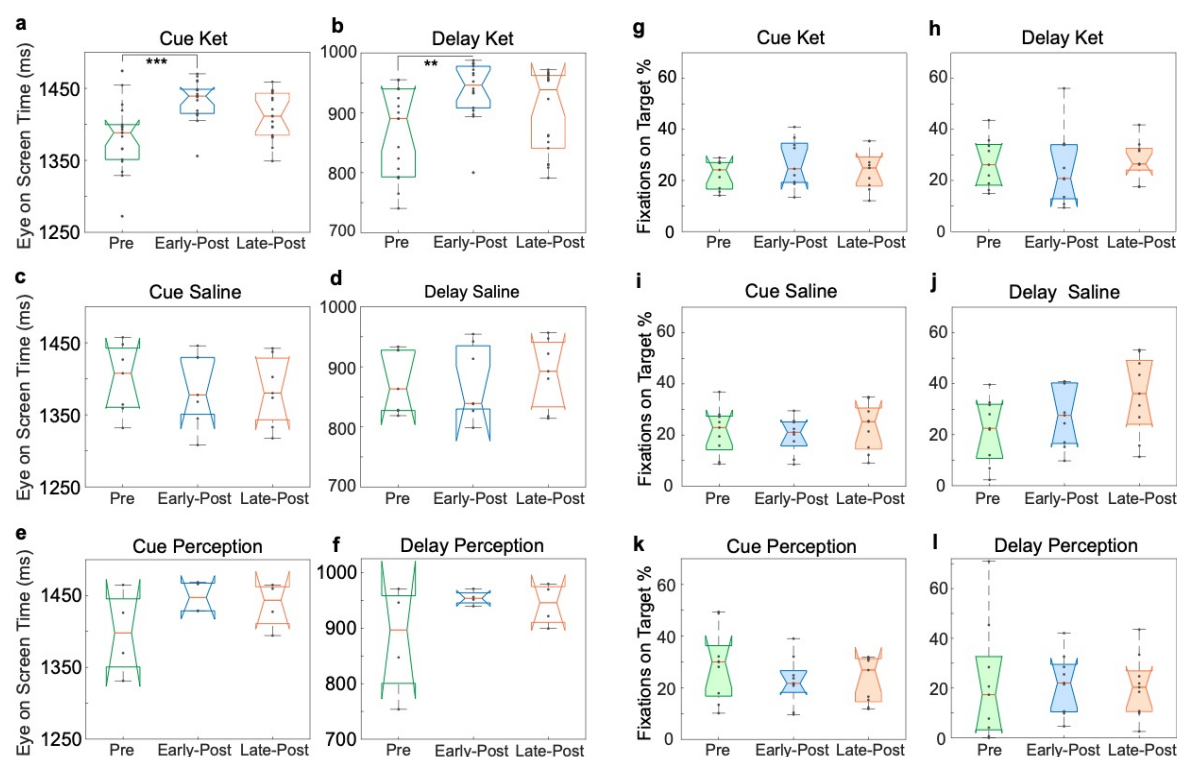 a
Cue Ket
Eye on Screen Time (ms)
1450
1350
1250
***
Pre Early-Post Late-Post
b
Delay Ket
1000
900
800
700
**
Pre Early-Post Late-Post
g
Cue Ket
Fixations on Target %
60
40
20
0
Pre Early-Post Late-Post
h
Delay Ket
60
40
20
0
Pre Early-Post Late-Post
c
Cue Saline
Eye on Screen Time (ms)
1450
1350
1250
Pre Early-Post Late-Post
d
Delay Saline
1000
900
800
700
Pre Early-Post Late-Post
i
Cue Saline
Fixations on Target %
60
40
20
0
Pre Early-Post Late-Post
j
Delay Saline
60
40
20
0
Pre Early-Post Late-Post
e
Cue Perception
Eye on Screen Time (ms)
1450
1350
1250
Pre Early-Post Late-Post
f
Delay Perception
1000
900
800
700
Pre Early-Post Late-Post
k
Cue Perception
Fixations on Target %
60
40
20
0
Pre Early-Post Late-Post
l
Delay Perception
60
40
20
0
Pre Early-Post Late-Post